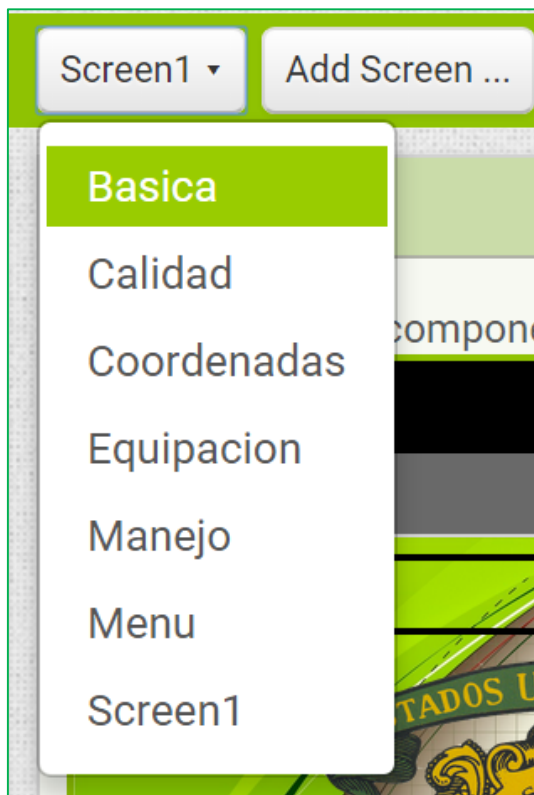 Screen1 ▾ Add Screen ...
Basica
Calidad
Coordenadas
Equipacion
Manejo
Menu
Screen1